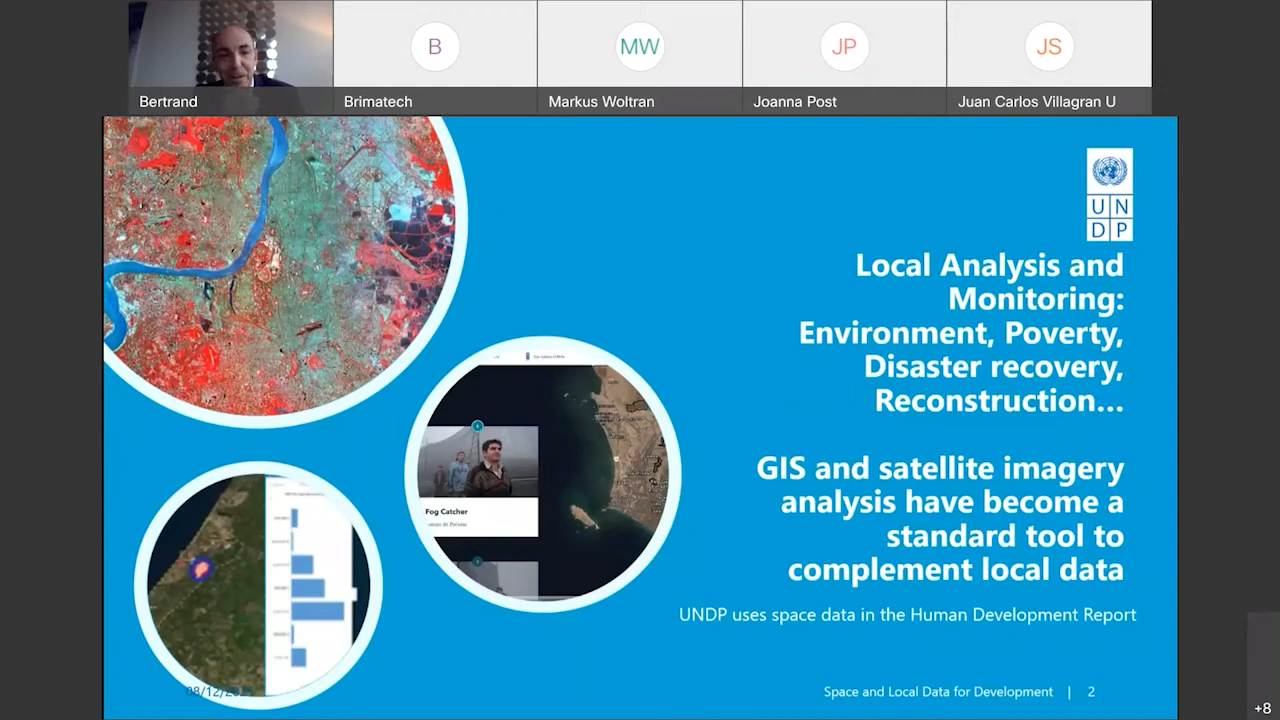 B
MW
JP
JS
Bertrand
Brimatech
Markus Woltran
Joanna Post
Juan Carlos Villagran U
U N
D P
Local Analysis and
Monitoring:
Environment, Poverty,
Disaster recovery,
Reconstruction...
GIS and satellite imagery
analysis have become a
standard tool to
complement local data
UNDP uses space data in the Human Development Report
Fog Catcher
Space and Local Data for Development | 2
+8